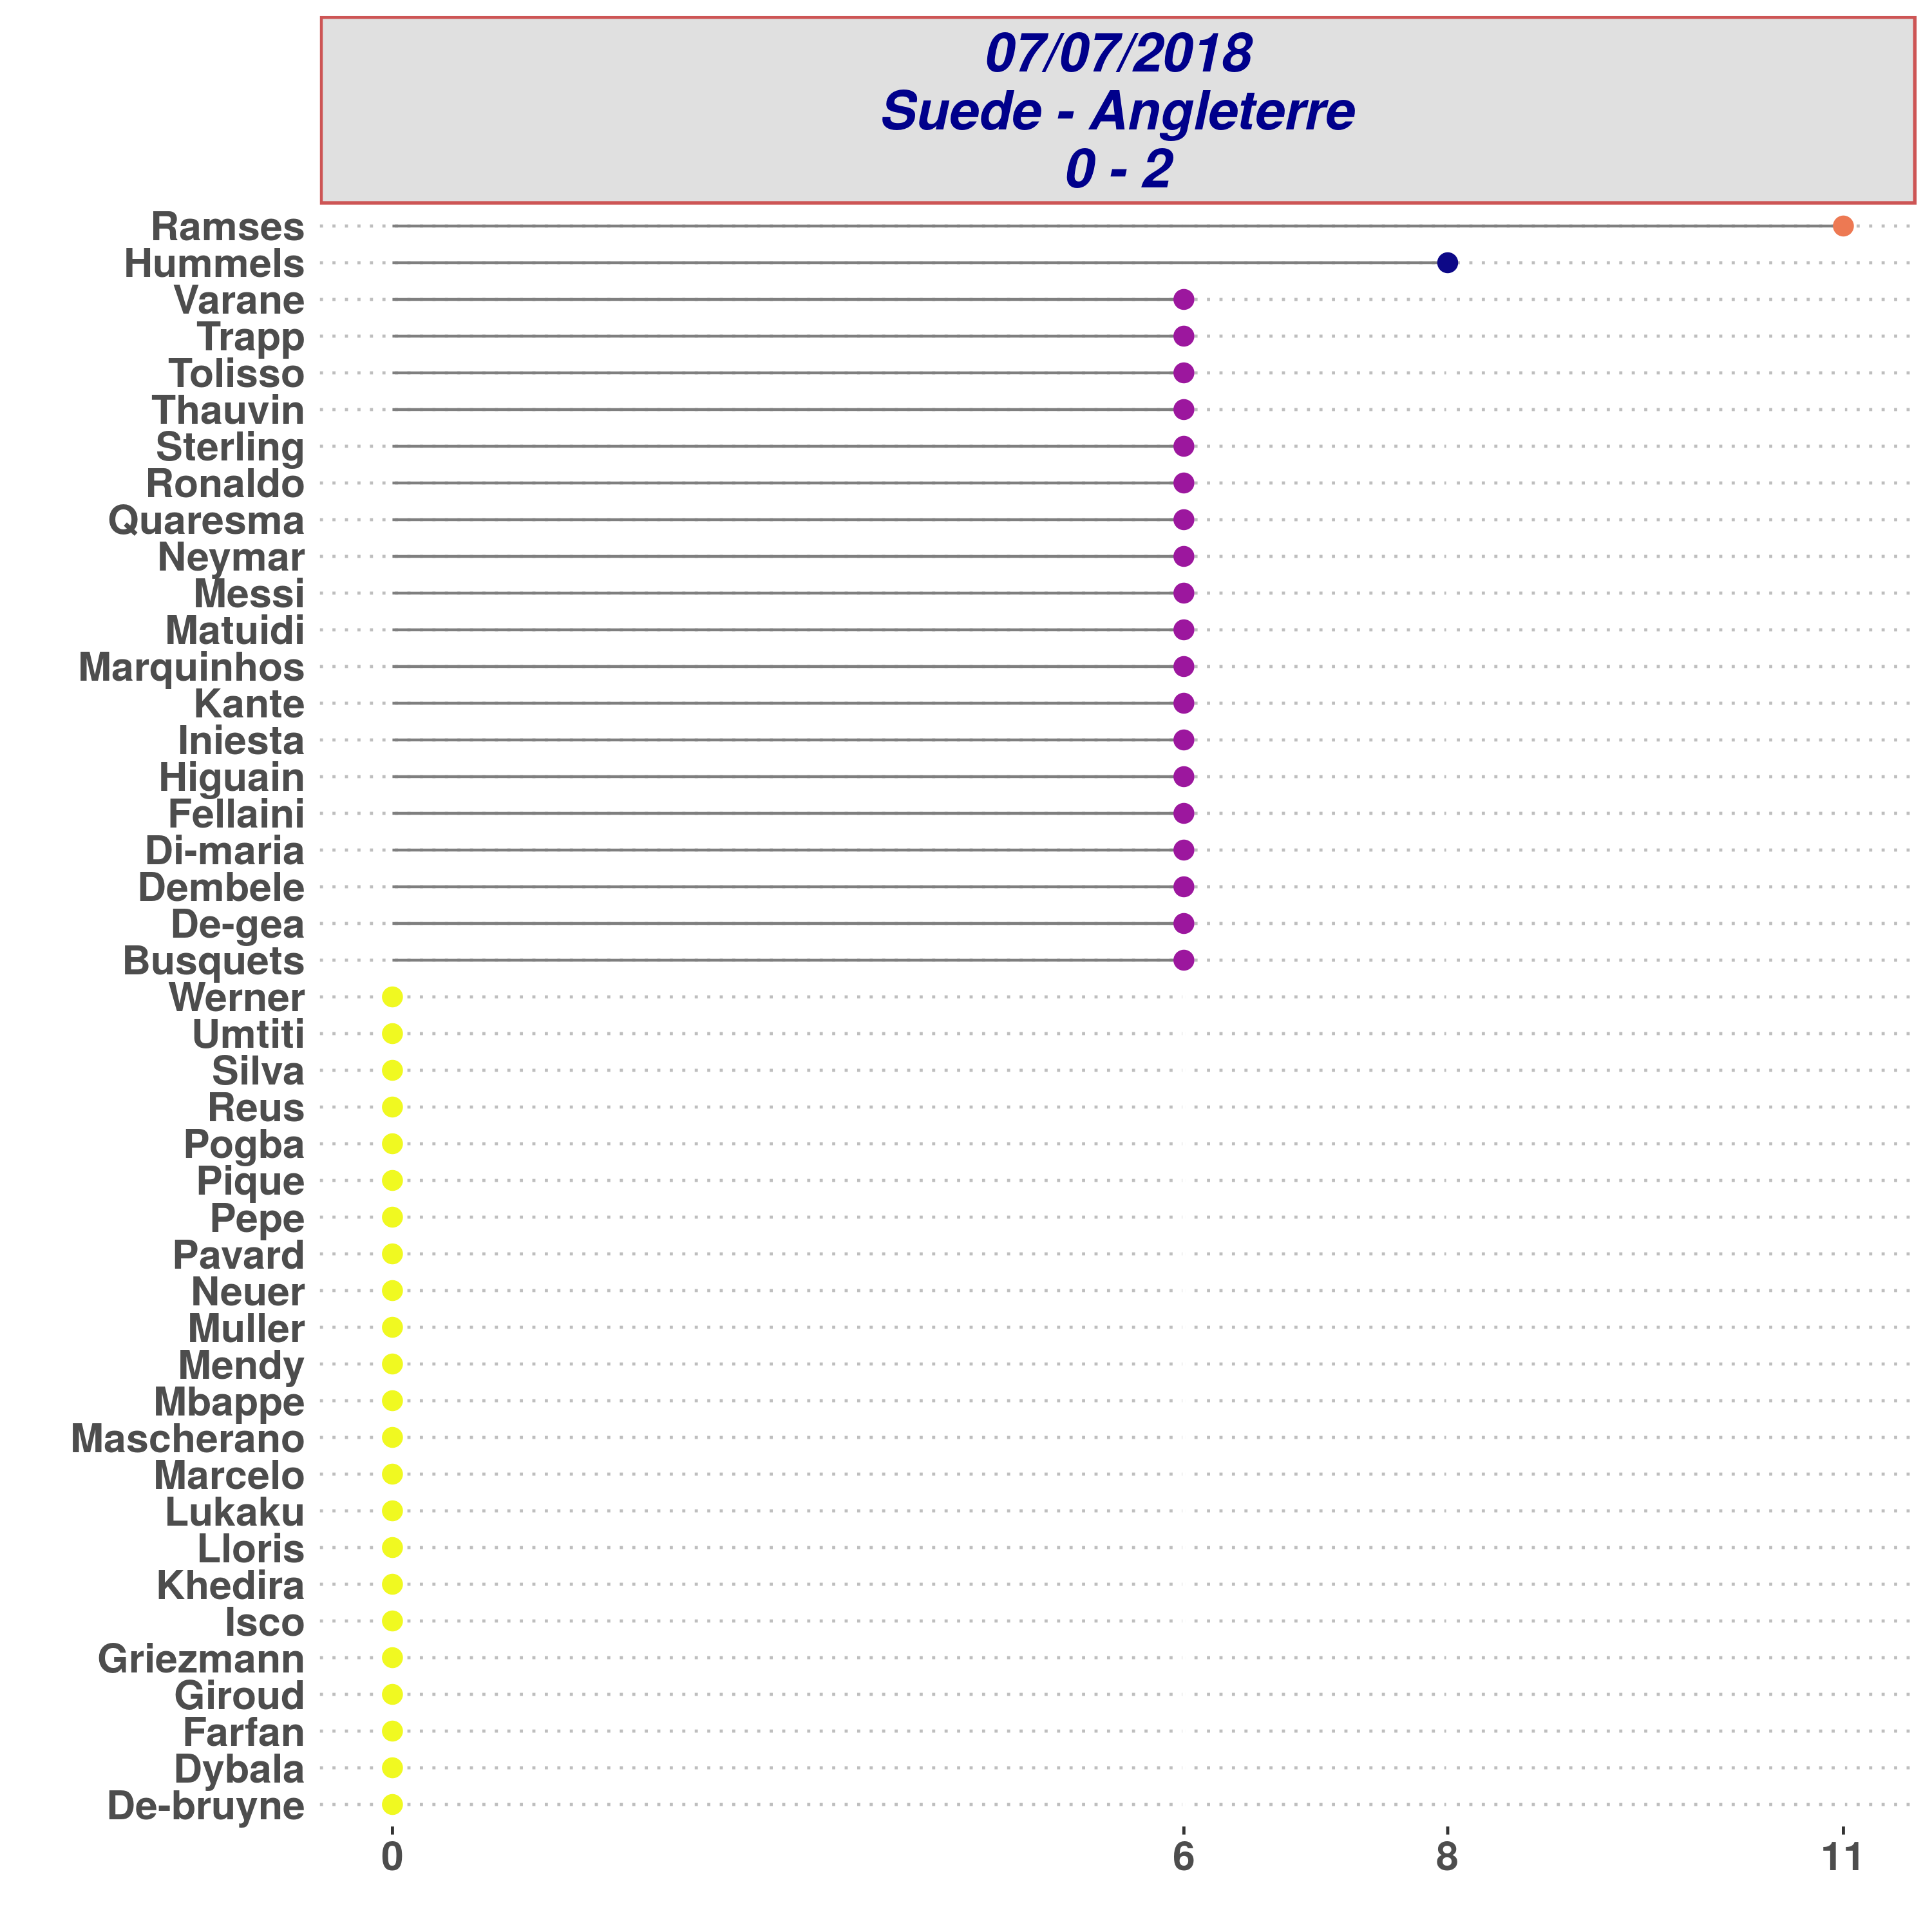 07/07/2018
Suede - Angleterre
0 - 2
Ramses
Hummels
Varane
Trapp
Tolisso
Thauvin
Sterling
Ronaldo
Quaresma
Neymar
Messi
Matuidi
Marquinhos
Kante
Iniesta
Higuain
Fellaini
Di-maria
Dembele
De-gea
Busquets
Werner
Umtiti
Silva
Reus
Pogba
Pique
Pepe
Pavard
Neuer
Muller
Mendy
Mbappe
Mascherano
Marcelo
Lukaku
Lloris
Khedira
Isco
Griezmann
Giroud
Farfan
Dybala
De-bruyne
0 6 8 11